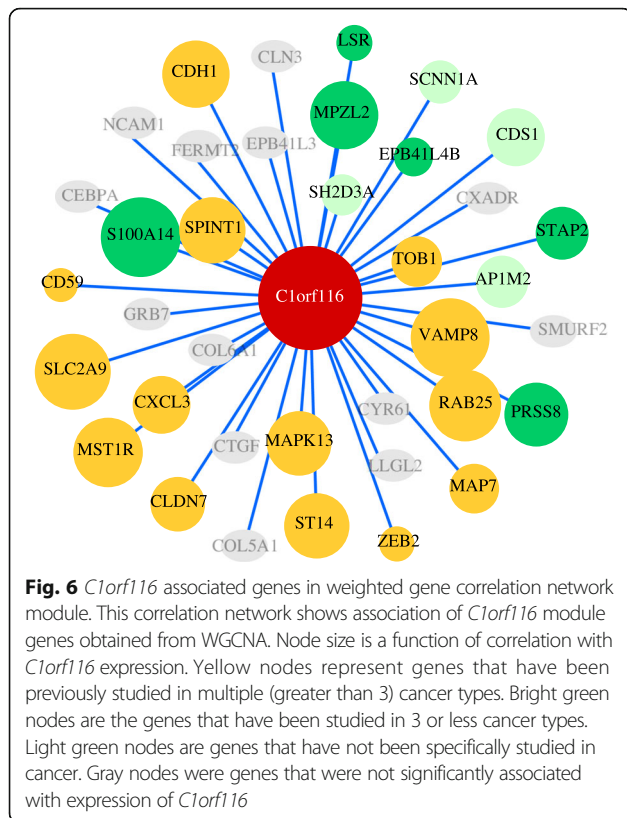 LSR
CLN3
CDH1
SCNN1A
MPZL2
NCAM1
CDS1
FERMT2
EPB41L3
EPB41L4B
CEBPA
SH2D3A
CXADR
S100A14
SPINT1
STAP2
TOB1
CD59
C1orf116
AP1M2
GRB7
VAMP8
SMURF2
COL6A1
SLC2A9
CXCL3
CYR61
RAB25
PRSS8
MST1R
CTGF
MAPK13
LLGL2
CLDN7
MAP7
COL5A1
ST14
ZEB2
Fig. 6 C1orf116 associated genes in weighted gene correlation network
module. This correlation network shows association of C1orf116 module
genes obtained from WGCNA. Node size is a function of correlation with
C1orf116 expression. Yellow nodes represent genes that have been
previously studied in multiple (greater than 3) cancer types. Bright green
nodes are the genes that have been studied in 3 or less cancer types.
Light green nodes are genes that have not been specifically studied in
cancer. Gray nodes were genes that were not significantly associated
with expression of C1orf116